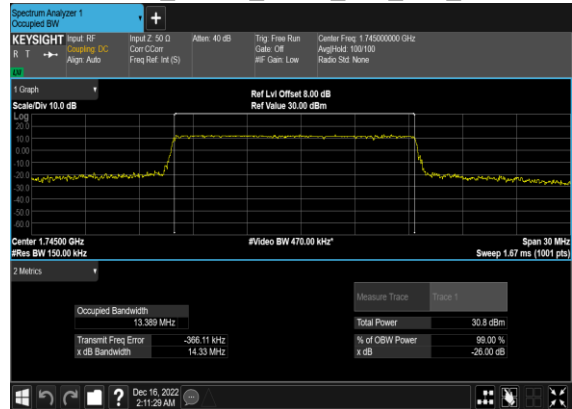 Spectrum Analyzer 1
Occupied BW
+
KEYSIGHT
R T
LW
Input: RF
Coupling: DC
Align: Auto
Input Z: 50 Ω
Corr CCorr
Freq Ref: Int (S)
Atten: 40 dB
Trig: Free Run
Gate: Off
#IF Gain: Low
Center Freq: 1.745000000 GHz
Avg|Hold: 100/100
Radio Std: None
1 Graph
Scale/Div 10.0 dB
Ref Lvl Offset 8.00 dB
Ref Value 30.00 dBm
Log
20.0
10.0
0.00
-10.0
-20.0
-30.0
-40.0
-50.0
-60.0
Center 1.74500 GHz
#Res BW 150.00 kHz
#Video BW 470.00 kHz*
Span 30 MHz
Sweep 1.67 ms (1001 pts)
2 Metrics
Measure Trace Trace 1
Occupied Bandwidth
13.389 MHz
Total Power 30.8 dBm
Transmit Freq Error -366.11 kHz
% of OBW Power 99.00 %
x dB Bandwidth 14.33 MHz
x dB -26.00 dB
?
Dec 16, 2022
2:11:29 AM